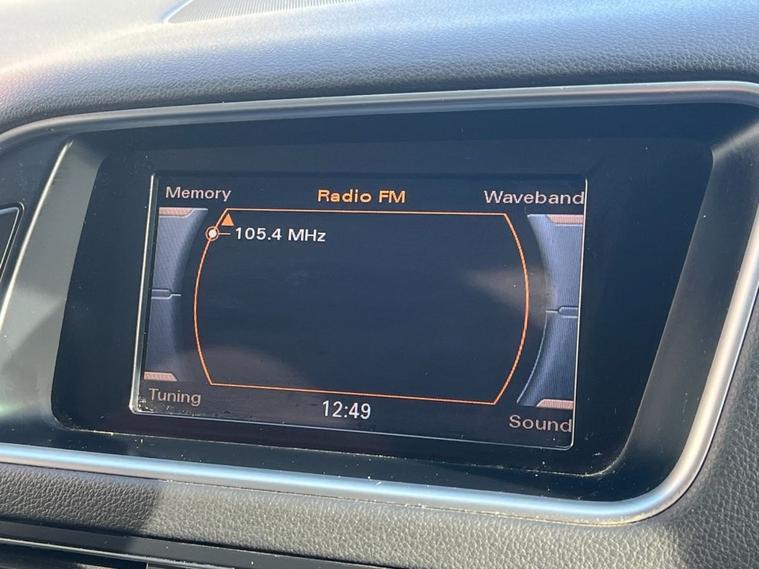 Memory Radio FM Waveband
105.4 MHz
Tuning 12:49 Sound